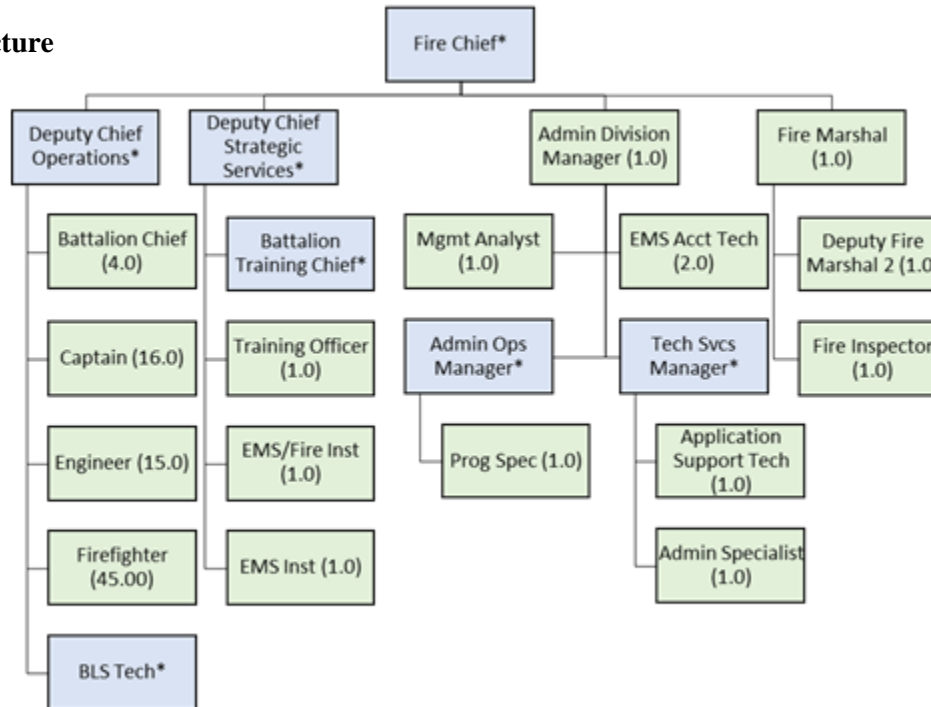 cture
Fire Chief*
Deputy Chief
Operations*
Deputy Chief
Strategic
Services*
Admin Division
Manager (1.0)
Fire Marshal
(1.0)
Battalion Chief
(4.0)
Battalion
Training Chief*
Mgmt Analyst
(1.0)
EMS Acct Tech
(2.0)
Deputy Fire
Marshal 2 (1.0
Captain (16.0)
Training Officer
(1.0)
Admin Ops
Manager*
Tech Svcs
Manager*
Fire Inspector
(1.0)
Engineer (15.0)
EMS/Fire Inst
(1.0)
Prog Spec (1.0)
Application
Support Tech
(1.0)
Firefighter
(45.00)
EMS Inst (1.0)
Admin Specialist
(1.0)
BLS Tech*